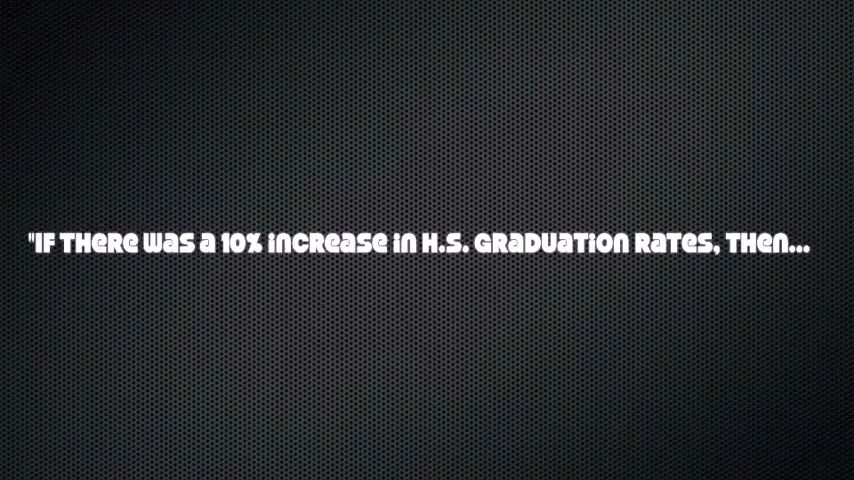 "If there was a 10% increase in H.S. graduation rates, then...